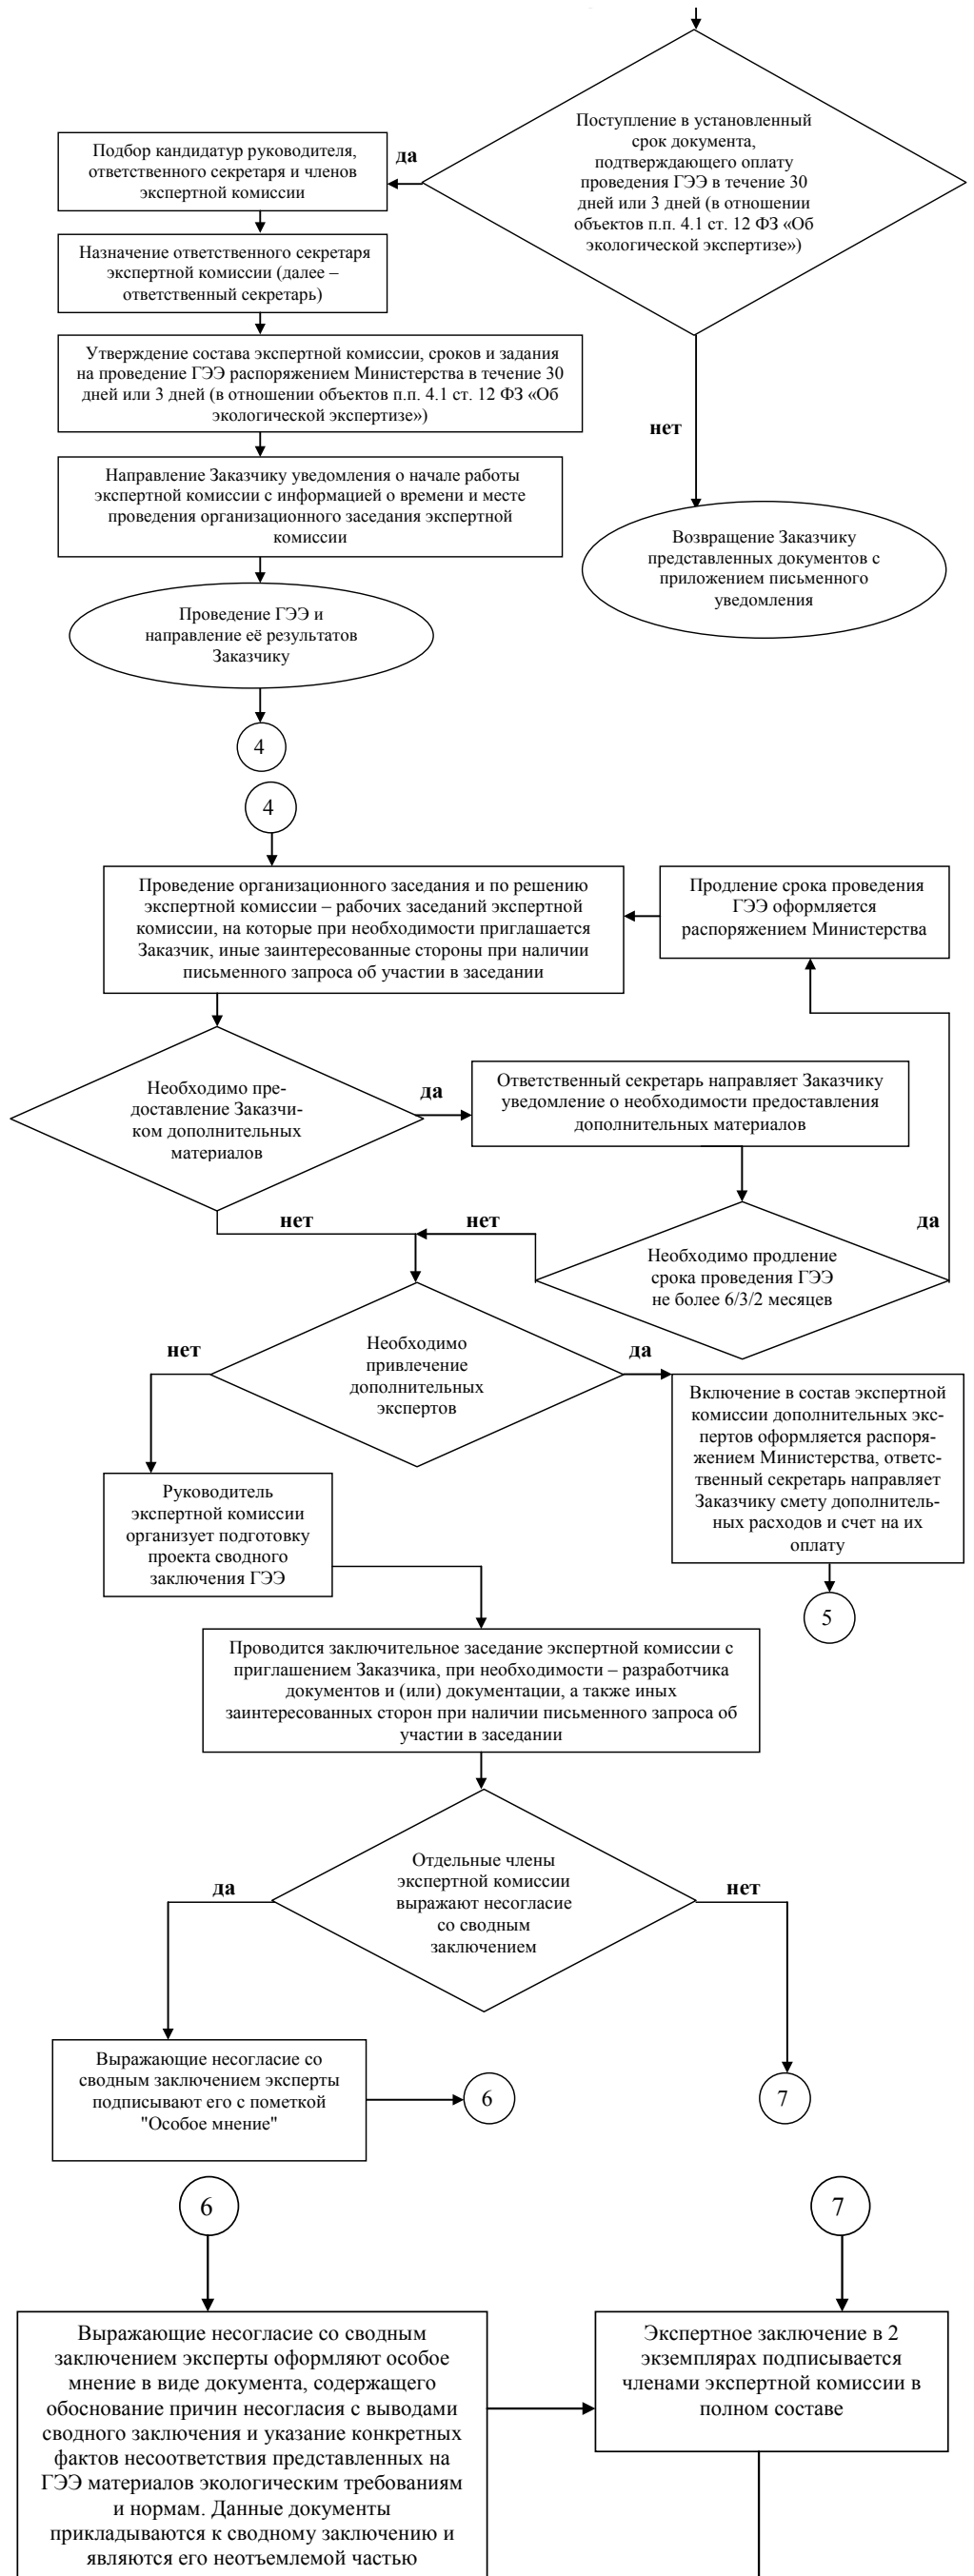 Поступление в установленный
срок документа,
подтверждающего оплату
проведения ГЭЭ в течение 30
дней или 3 дней (в отношении
объектов п.п. 4.1 ст. 12 ФЗ «Об
экологической экспертизе»)
да
Подбор кандидатур руководителя,
ответственного секретаря и членов
экспертной комиссии
Назначение ответственного секретаря
экспертной комиссии (далее –
ответственный секретарь)
Утверждение состава экспертной комиссии, сроков и задания
на проведение ГЭЭ распоряжением Министерства в течение 30
дней или 3 дней (в отношении объектов п.п. 4.1 ст. 12 ФЗ «Об
экологической экспертизе»)
нет
Направление Заказчику уведомления о начале работы
экспертной комиссии с информацией о времени и месте
проведения организационного заседания экспертной
комиссии
Возвращение Заказчику
представленных документов с
приложением письменного
уведомления
Проведение ГЭЭ и
направление её результатов
Заказчику
4
4
Проведение организационного заседания и по решению
экспертной комиссии – рабочих заседаний экспертной
комиссии, на которые при необходимости приглашается
Заказчик, иные заинтересованные стороны при наличии
письменного запроса об участии в заседании
Продление срока проведения
ГЭЭ оформляется
распоряжением Министерства
Необходимо пре-
доставление Заказчи-
ком дополнительных
материалов
да
Ответственный секретарь направляет Заказчику
уведомление о необходимости предоставления
дополнительных материалов
нет
нет
да
Необходимо продление
срока проведения ГЭЭ
не более 6/3/2 месяцев
нет
Необходимо
привлечение
дополнительных
экспертов
да
Включение в состав экспертной
комиссии дополнительных экс-
пертов оформляется распоря-
жением Министерства, ответс-
твенный секретарь направляет
Заказчику смету дополнитель-
ных расходов и счет на их
оплату
Руководитель
экспертной комиссии
организует подготовку
проекта сводного
заключения ГЭЭ
5
Проводится заключительное заседание экспертной комиссии с
приглашением Заказчика, при необходимости – разработчика
документов и (или) документации, а также иных
заинтересованных сторон при наличии письменного запроса об
участии в заседании
да
Отдельные члены
экспертной комиссии
выражают несогласие
со сводным
заключением
нет
Выражающие несогласие со
сводным заключением эксперты
подписывают его с пометкой
"Особое мнение"
6
7
6
7
Выражающие несогласие со сводным
заключением эксперты оформляют особое
мнение в виде документа, содержащего
обоснование причин несогласия с выводами
сводного заключения и указание конкретных
фактов несоответствия представленных на
ГЭЭ материалов экологическим требованиям
и нормам. Данные документы
прикладываются к сводному заключению и
являются его неотъемлемой частью
Экспертное заключение в 2
экземплярах подписывается
членами экспертной комиссии в
полном составе